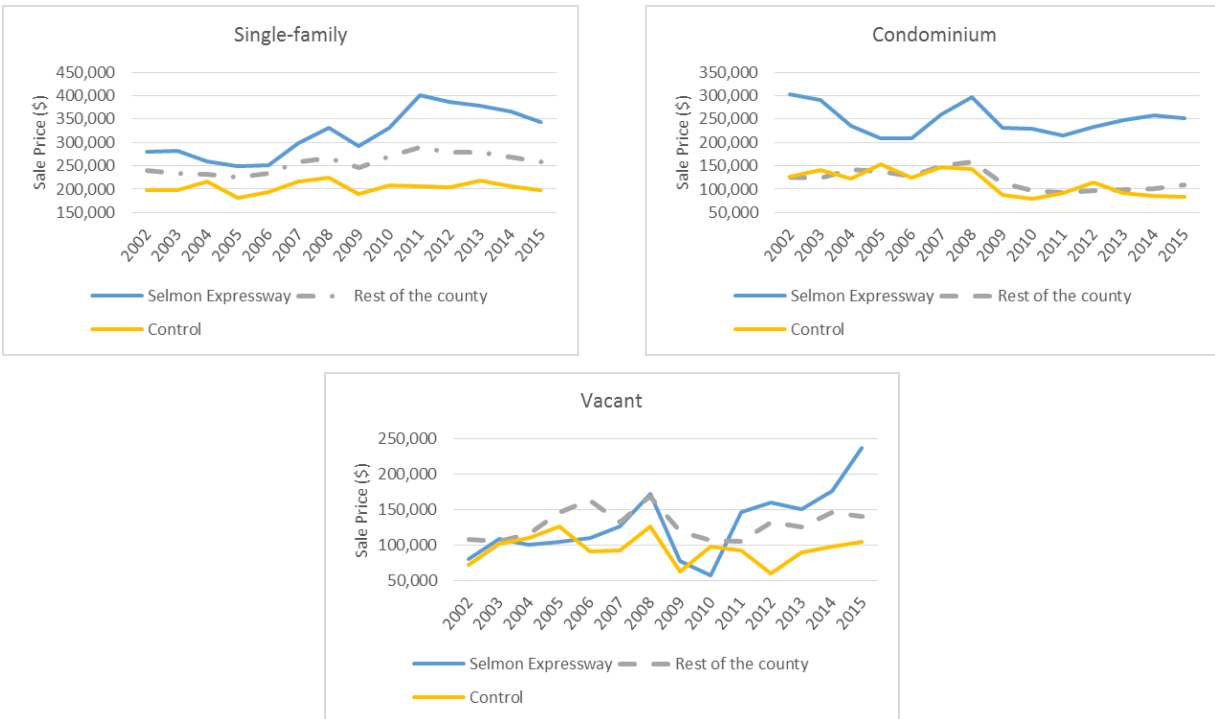 Single-family
Sale Price ($)
450,000
400,000
350,000
300,000
250,000
200,000
150,000
2002 2003 2004 2005 2006 2007 2008 2009 2010 2011 2012 2013 2014 2015
Selmon Expressway Rest of the county
Control
Condominium
Sale Price ($)
350,000
300,000
250,000
200,000
150,000
100,000
50,000
2002 2003 2004 2005 2006 2007 2008 2009 2010 2011 2012 2013 2014 2015
Selmon Expressway Rest of the county
Control
Vacant
Sale Price ($)
250,000
200,000
150,000
100,000
50,000
2002 2003 2004 2005 2006 2007 2008 2009 2010 2011 2012 2013 2014 2015
Selmon Expressway Rest of the county
Control